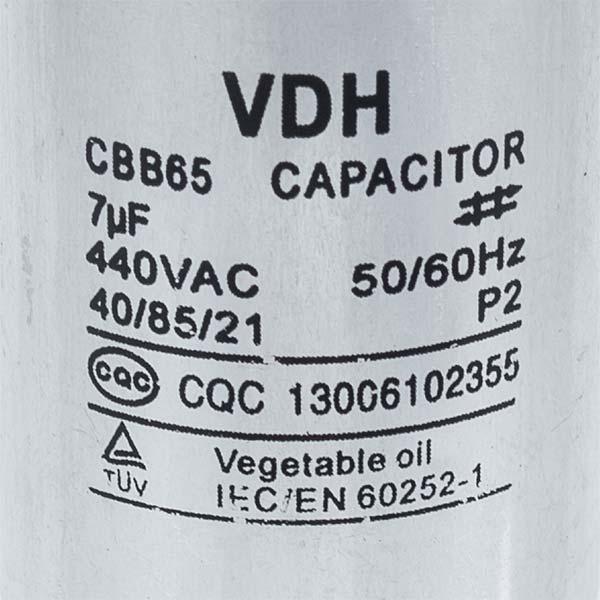 VDH
CBB65 CAPACITOR
7µF
440VAC 50/60Hz
40/85/21 P2
CQC CQC 13006102355
TÜV Vegetable oil
IEC/EN 60252-1